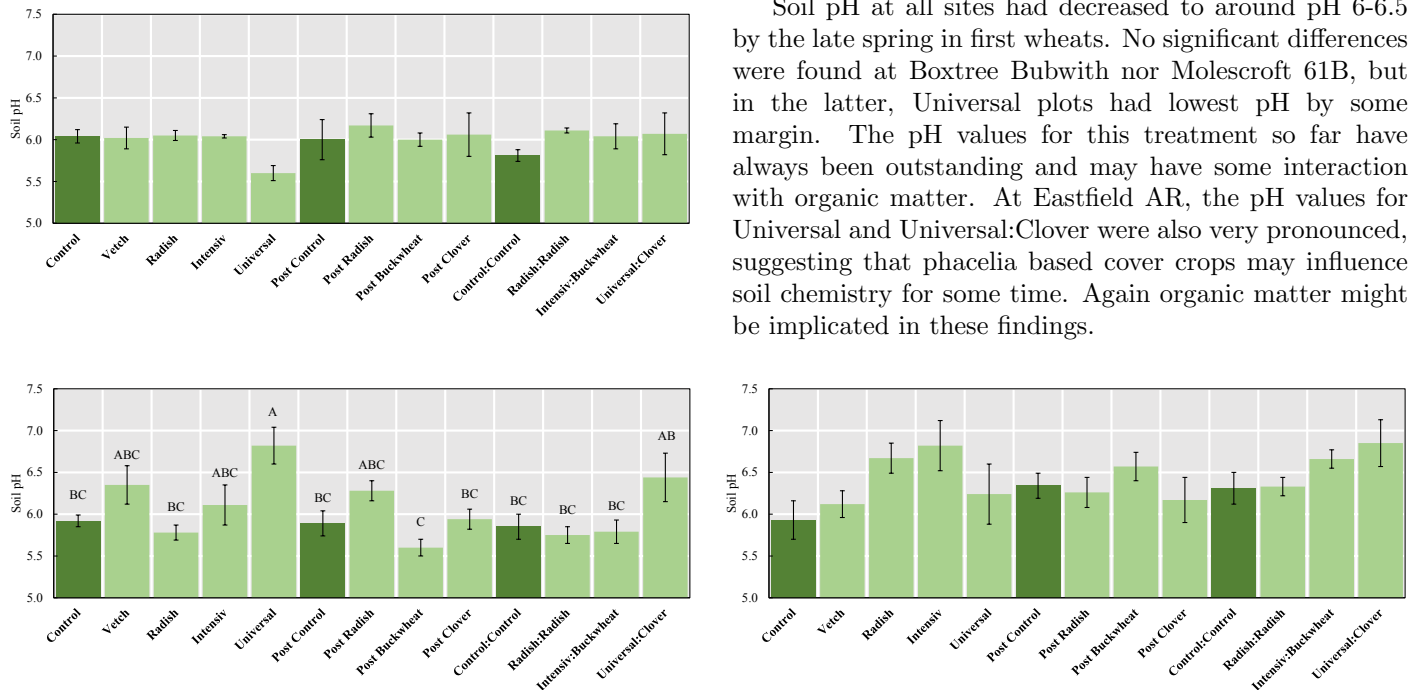 7.5
7.0
6.5
6.0
5.5
5.0
Soil pH
Control
Vetch
Radish
Intensiv
Universal
Post Control
Post Radish
Post Buckwheat
Post Clover
Control:Control
Radish:Radish
Intensiv:Buckwheat
Universal:Clover
Soil pH at all sites had decreased to around pH 6-6.5
by the late spring in first wheats. No significant differences
were found at Boxtree Bubwith nor Molescroft 61B, but
in the latter, Universal plots had lowest pH by some
margin. The pH values for this treatment so far have
always been outstanding and may have some interaction
with organic matter. At Eastfield AR, the pH values for
Universal and Universal:Clover were also very pronounced,
suggesting that phacelia based cover crops may influence
soil chemistry for some time. Again organic matter might
be implicated in these findings.
7.5
7.0
6.5
6.0
5.5
5.0
Soil pH
BC
ABC
BC
ABC
A
BC
ABC
C
BC
BC
BC
BC
AB
Control
Vetch
Radish
Intensiv
Universal
Post Control
Post Radish
Post Buckwheat
Post Clover
Control:Control
Radish:Radish
Intensiv:Buckwheat
Universal:Clover
7.5
7.0
6.5
6.0
5.5
5.0
Soil pH
Control
Vetch
Radish
Intensiv
Universal
Post Control
Post Radish
Post Buckwheat
Post Clover
Control:Control
Radish:Radish
Intensiv:Buckwheat
Universal:Clover